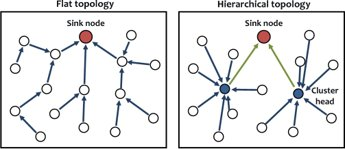 Flat topology
Sink node
Hierarchical topology
Sink node
Cluster
head